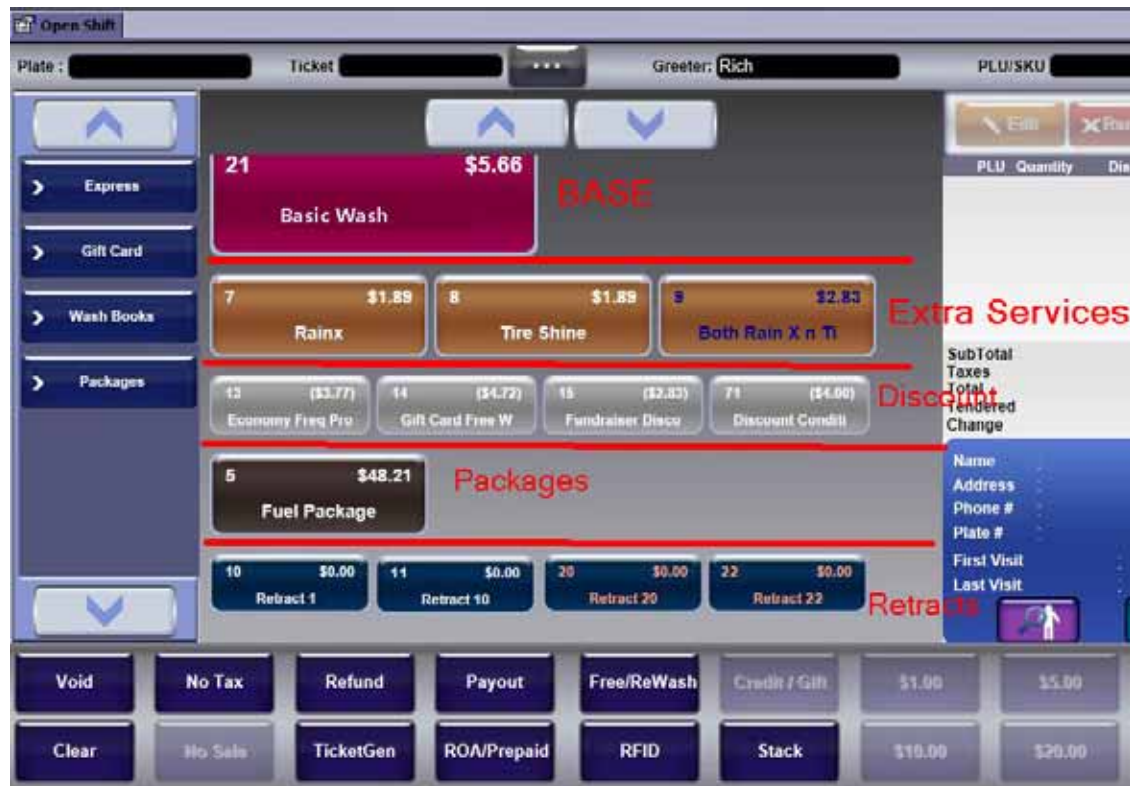 Open Shift
Plate : Ticket ... Greeter: Rich PLU/SKU
Edit
PLU Quantity
Express
Gift Card
Wash Books
Packages
21 $5.66
Basic Wash
BASE
7 $1.89
Rainx
8 $1.89
Tire Shine
9 $2.83
Both Rain X n Ti
Extra Services
13 ($3.77)
Economy Freq Pro
14 ($4.72)
Gift Card Free W
15 ($2.83)
Fundraiser Discu
71 ($4.00)
Discount Conditi
Discount
5 $48.21
Fuel Package
Packages
10 $0.00
Retract 1
11 $0.00
Retract 10
20 $0.00
Retract 20
22 $0.00
Retract 22
Retracts
SubTotal
Taxes
Total
Tendered
Change
Name :
Address :
Phone # :
Plate # :
First Visit :
Last Visit :
Void No Tax Refund Payout Free/ReWash Credit / Gift $1.00 $5.00
Clear No Sale TicketGen ROA/Prepaid RFID Stack $10.00 $20.00